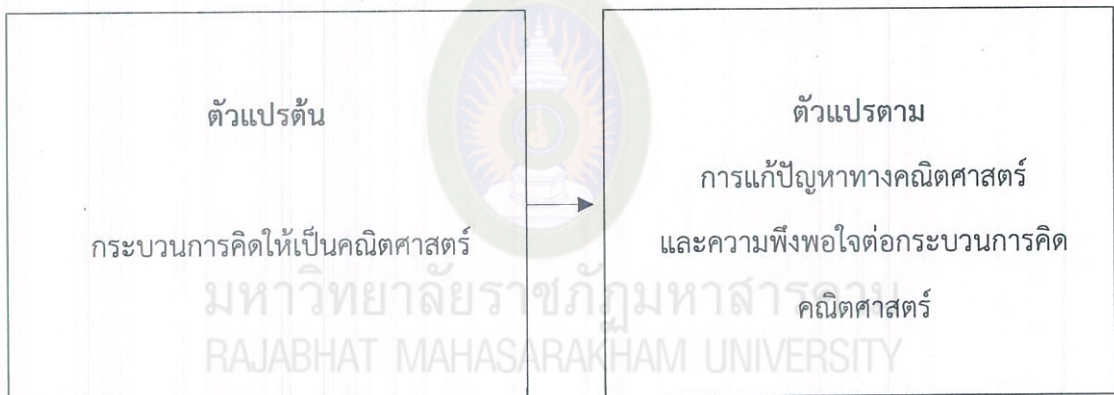 ตัวแปรต้น
กระบวนการคิดให้เป็นคณิตศาสตร์
ตัวแปรตาม
การแก้ปัญหาทางคณิตศาสตร์
และความพึงพอใจต่อกระบวนการคิด
คณิตศาสตร์
มหาวิทยาลัยราชภัฏมหาสารคาม
RAJABHAT MAHASARAKHAM UNIVERSITY